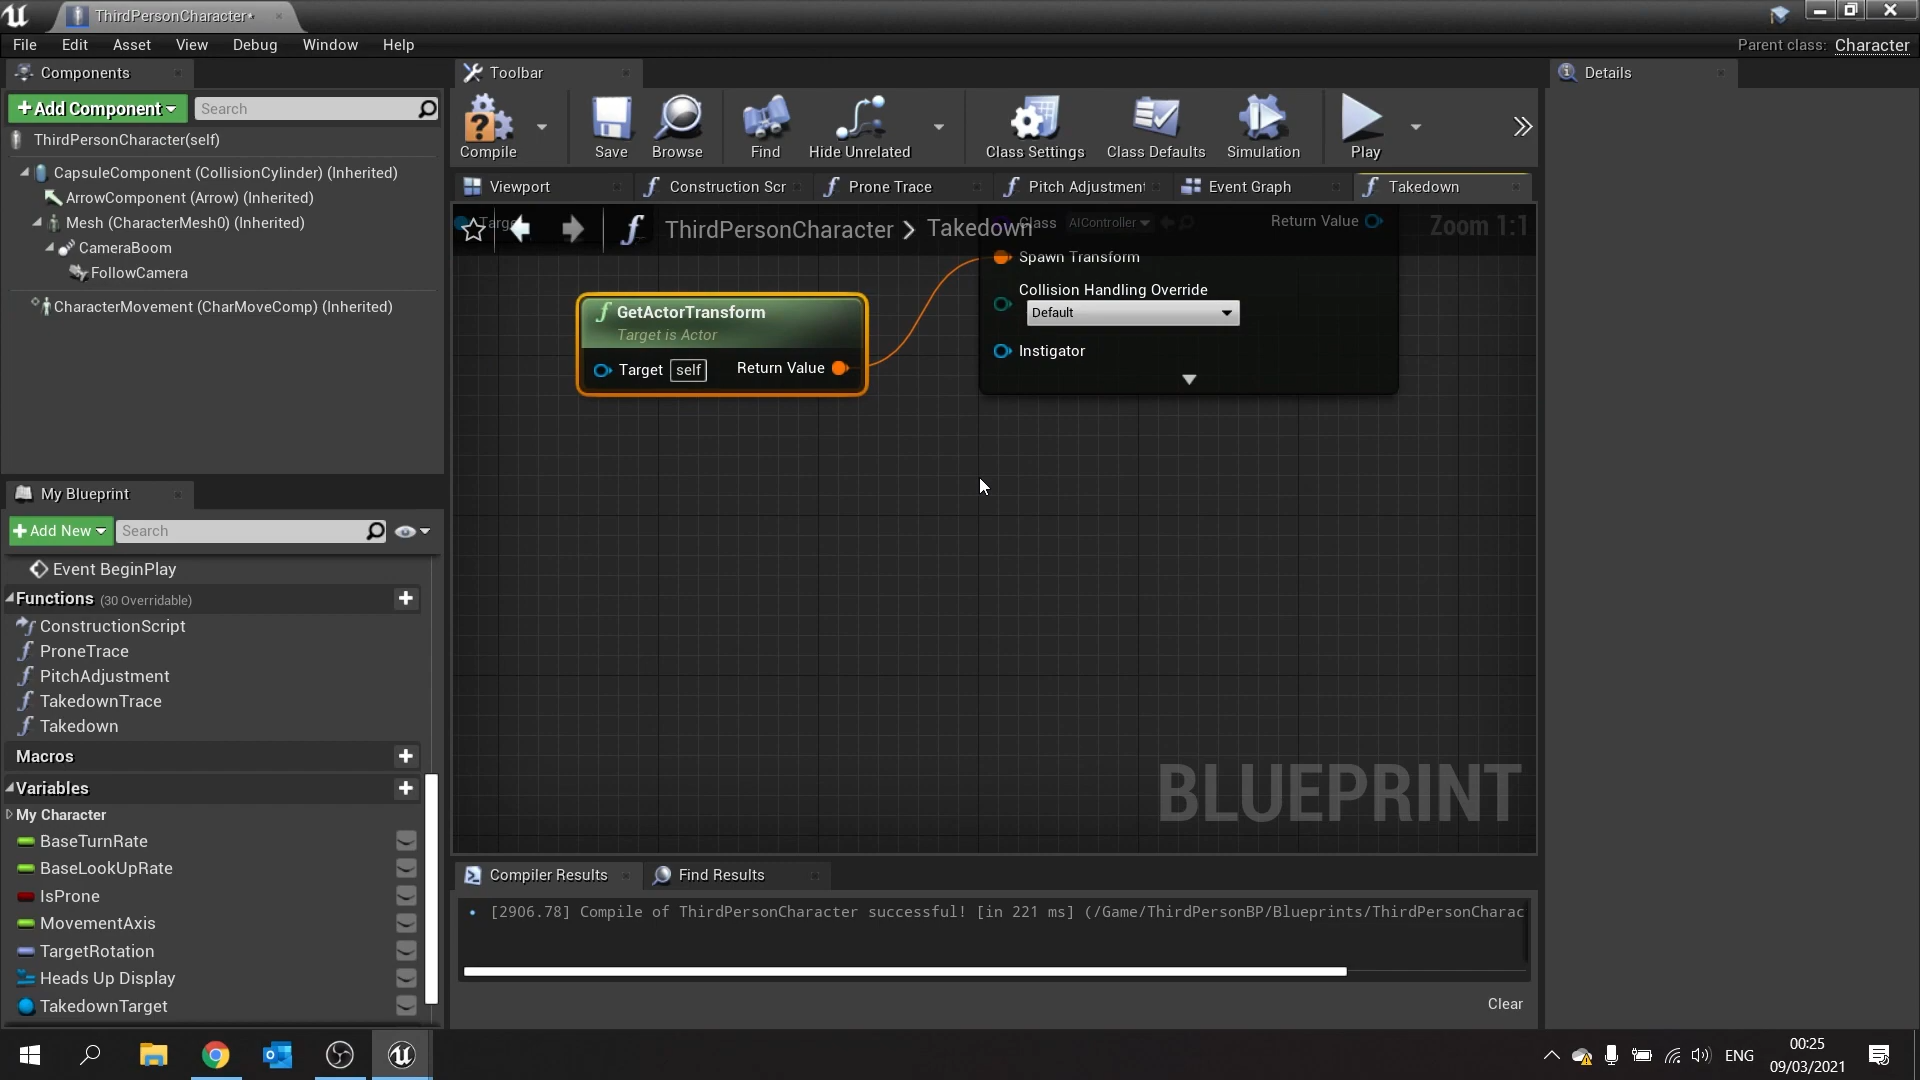 ThirdPersonCharacter*
File Edit Asset View Debug Window Help
Parent class: Character
Components
Toolbar
Details
+Add Component
Search
ThirdPersonCharacter(self)
CapsuleComponent (CollisionCylinder) (Inherited)
ArrowComponent (Arrow) (Inherited)
Mesh (CharacterMesh0) (Inherited)
CameraBoom
FollowCamera
CharacterMovement (CharMoveComp) (Inherited)
Compile
Save
Browse
Find
Hide Unrelated
Class Settings
Class Defaults
Simulation
Play
Viewport
Construction Scr
Prone Trace
Pitch Adjustment
Event Graph
Takedown
ThirdPersonCharacter > Takedown
Zoom 1:1
Class AIController
Return Value
Spawn Transform
Collision Handling Override
Default
Instigator
GetActorTransform
Target is Actor
Target self
Return Value
BLUEPRINT
My Blueprint
+Add New
Search
Event BeginPlay
Functions (30 Overridable)
ConstructionScript
ProneTrace
PitchAdjustment
TakedownTrace
Takedown
Macros
Variables
My Character
BaseTurnRate
BaseLookUpRate
IsProne
MovementAxis
TargetRotation
Heads Up Display
TakedownTarget
Compiler Results
Find Results
[2906.78] Compile of ThirdPersonCharacter successful! [in 221 ms] (/Game/ThirdPersonBP/Blueprints/ThirdPersonCharac
Clear
ENG
00:25
09/03/2021